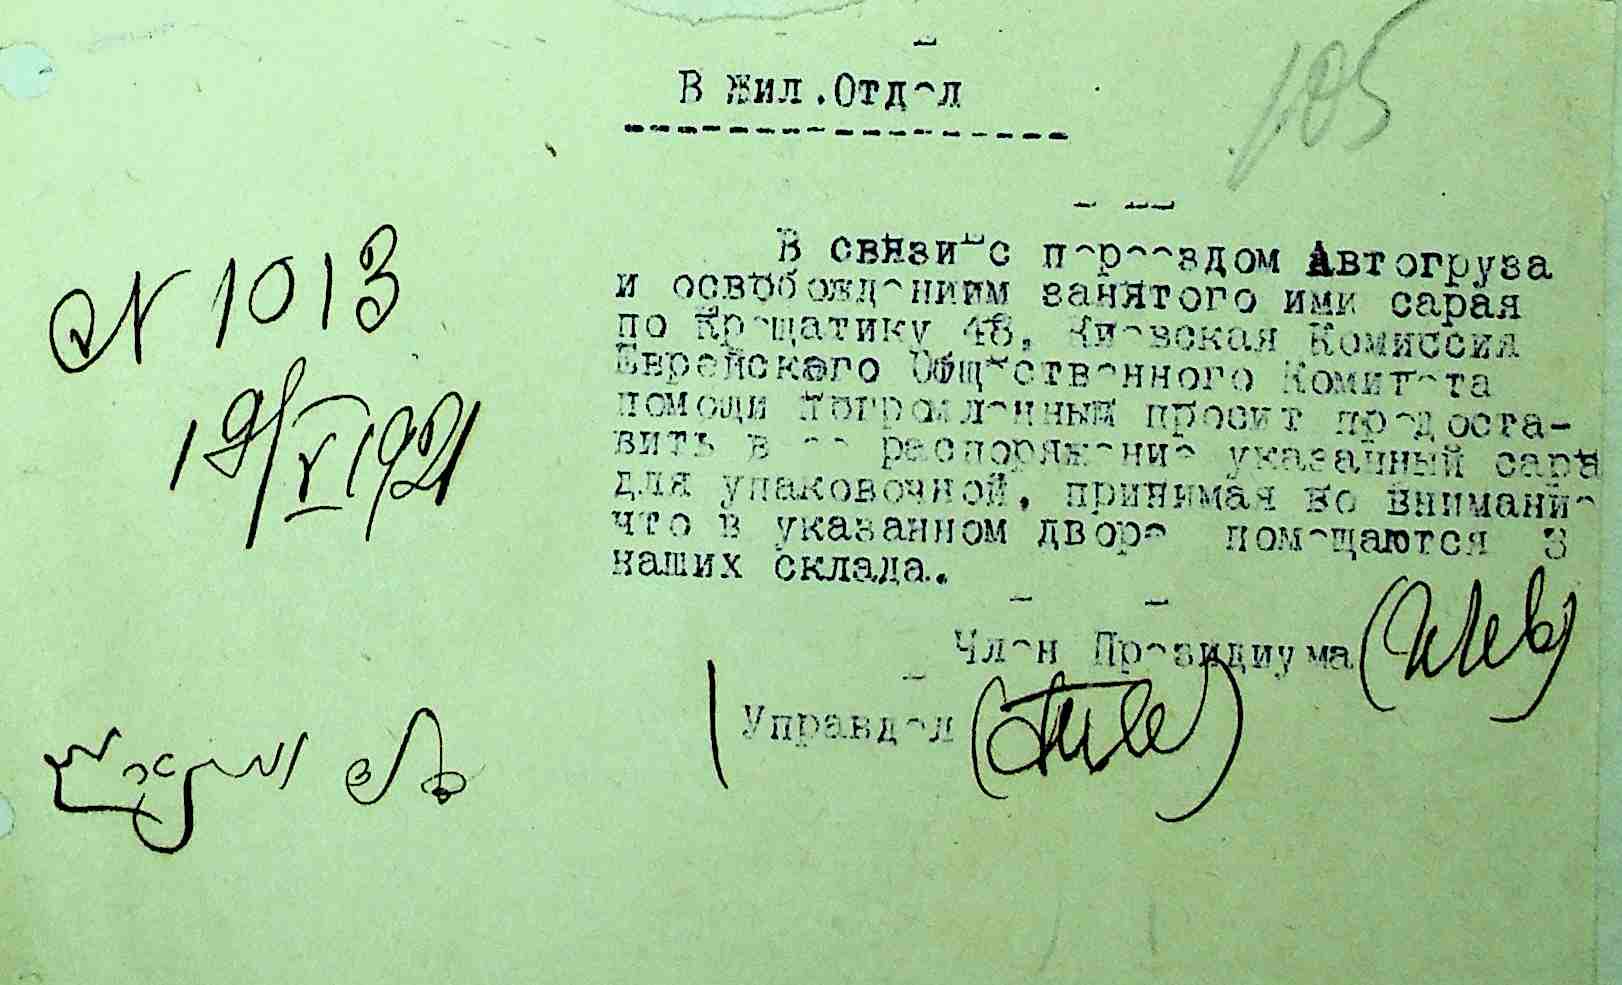 105
В Жил.Отдел
№ 1013
19/V 1921
В связи с переездом Автогруза
и освобождениим занятого ими сарая
по Крещатику 48, Киевская Комиссия
Еврейского Общественного Комитета
помощи погромленным просит предоста-
вить в ее распоряжение указанный сара
для упаковочной, принимая во внимание
что в указанном дворе помещаются 3
наших склада.
Член Президиума
Управдел